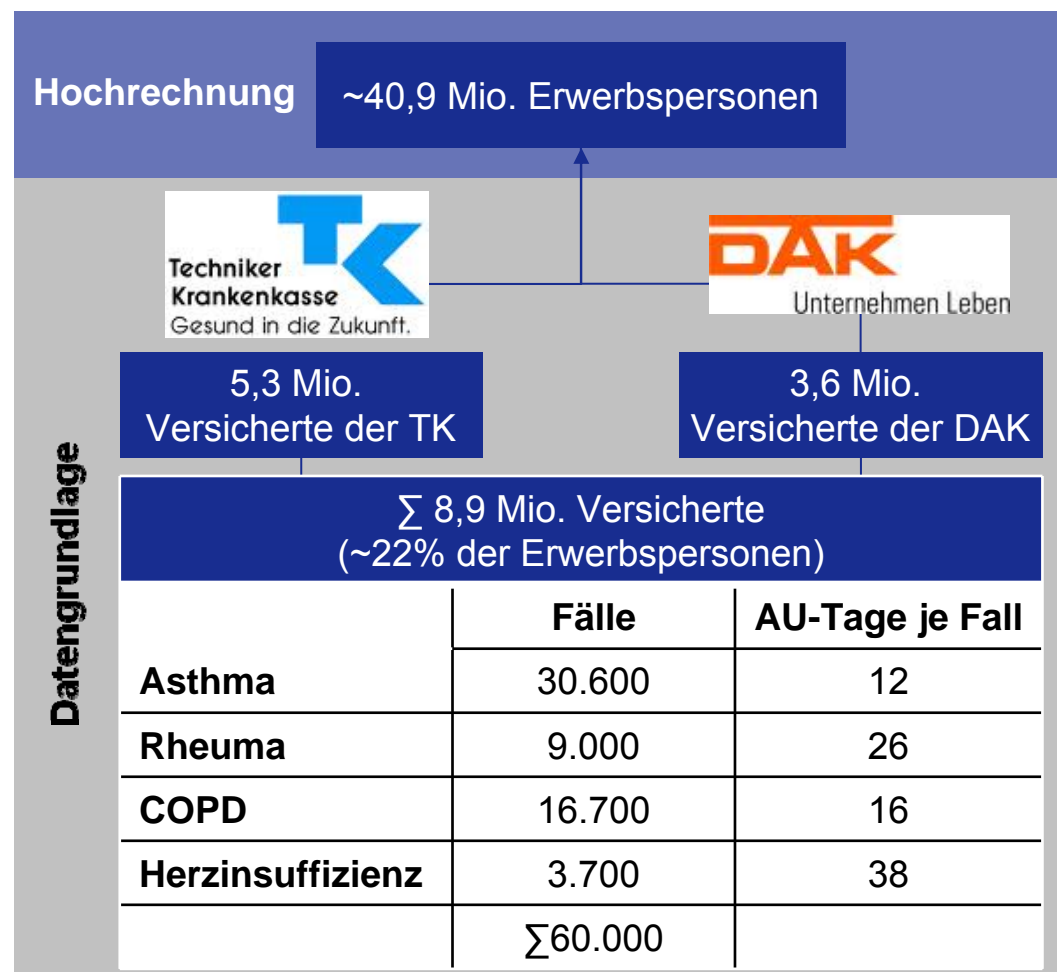 Hochrechnung
~40,9 Mio. Erwerbspersonen
TK
Techniker
Krankenkasse
Gesund in die Zukunft.
DAK
Unternehmen Leben
5,3 Mio.
Versicherte der TK
3,6 Mio.
Versicherte der DAK
Datengrundlage
∑ 8,9 Mio. Versicherte
(~22% der Erwerbspersonen)
Fälle AU-Tage je Fall
Asthma 30.600 12
Rheuma 9.000 26
COPD 16.700 16
Herzinsuffizienz 3.700 38
∑60.000